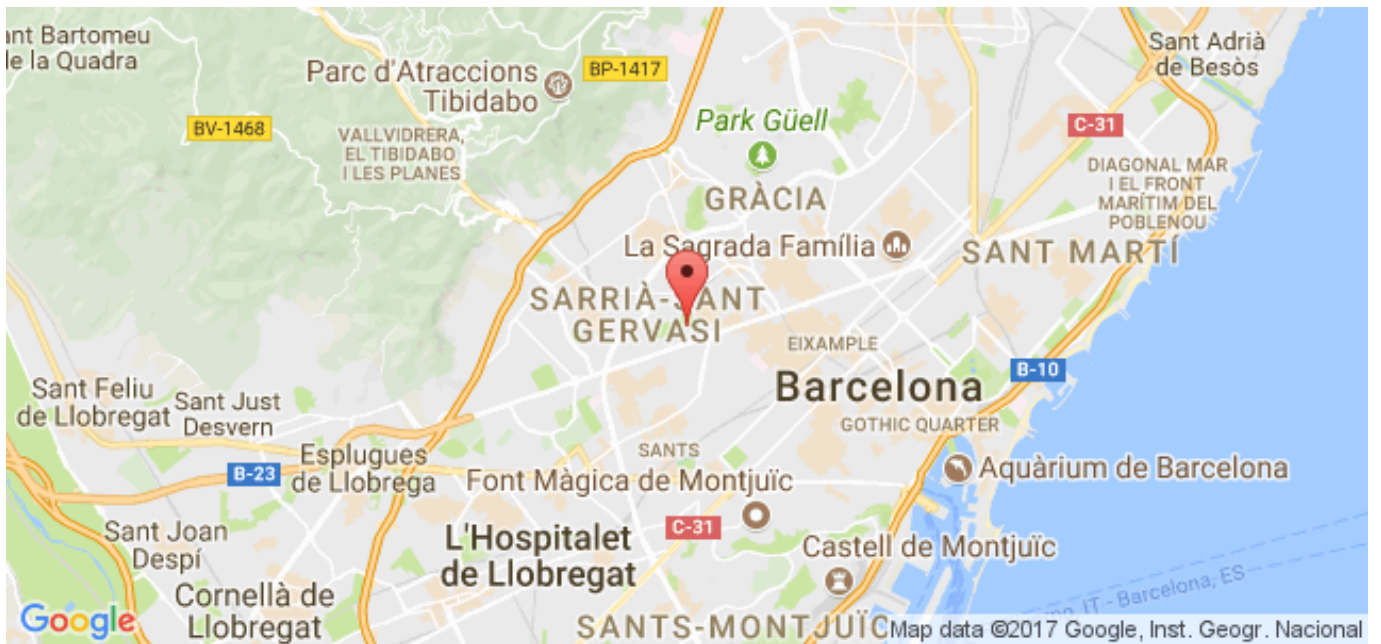 ant Bartomeu
de la Quadra
Parc d'Atraccions
Tibidabo
BP-1417
Sant Adrià
de Besòs
BV-1468
VALLVIDRERA,
EL TIBIDABO
I LES PLANES
Park Güell
C-31
DIAGONAL MAR
I EL FRONT
MARÍTIM DEL
POBLENOU
GRÀCIA
La Sagrada Família
SANT MARTÍ
SARRIÀ-SANT
GERVASI
EIXAMPLE
Barcelona
B-10
GOTHIC QUARTER
Sant Feliu
de Llobregat
Sant Just
Desvern
Esplugues
de Llobrega
B-23
SANTS
Font Màgica de Montjuïc
Aquàrium de Barcelona
C-31
Sant Joan
Despí
L'Hospitalet
de Llobregat
Castell de Montjuïc
Cornellà de
Llobregat
SANTS-MONTJUÏC
IT - Barcelona, ES
Google
Map data ©2017 Google, Inst. Geogr. Nacional